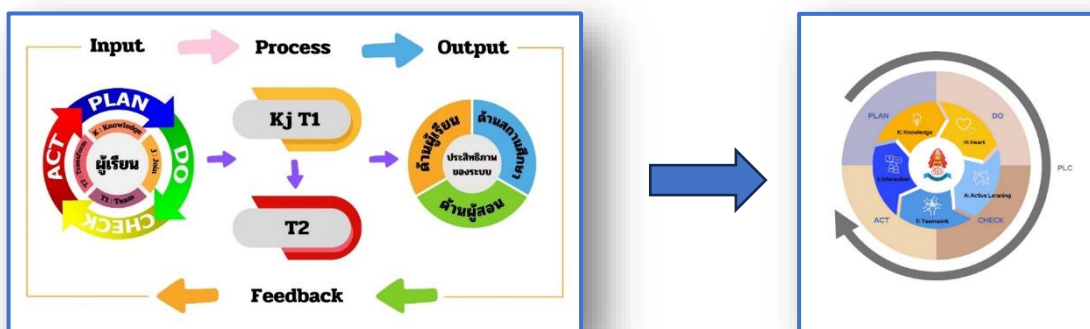 Input
Process
Output
PLAN
DO
CHECK
ACT
K : Knowledge
J : Join
T1 : Team
T2 : Transform
ผู้เรียน
Kj T1
T2
ด้านผู้เรียน
ด้านสถานศึกษา
ด้านผู้สอน
ประสิทธิภาพ
ของระบบ
Feedback
PLAN
DO
CHECK
ACT
K: Knowledge
H: Heart
A: Active Leraning
T: Teamwork
I: Interaction
PLC